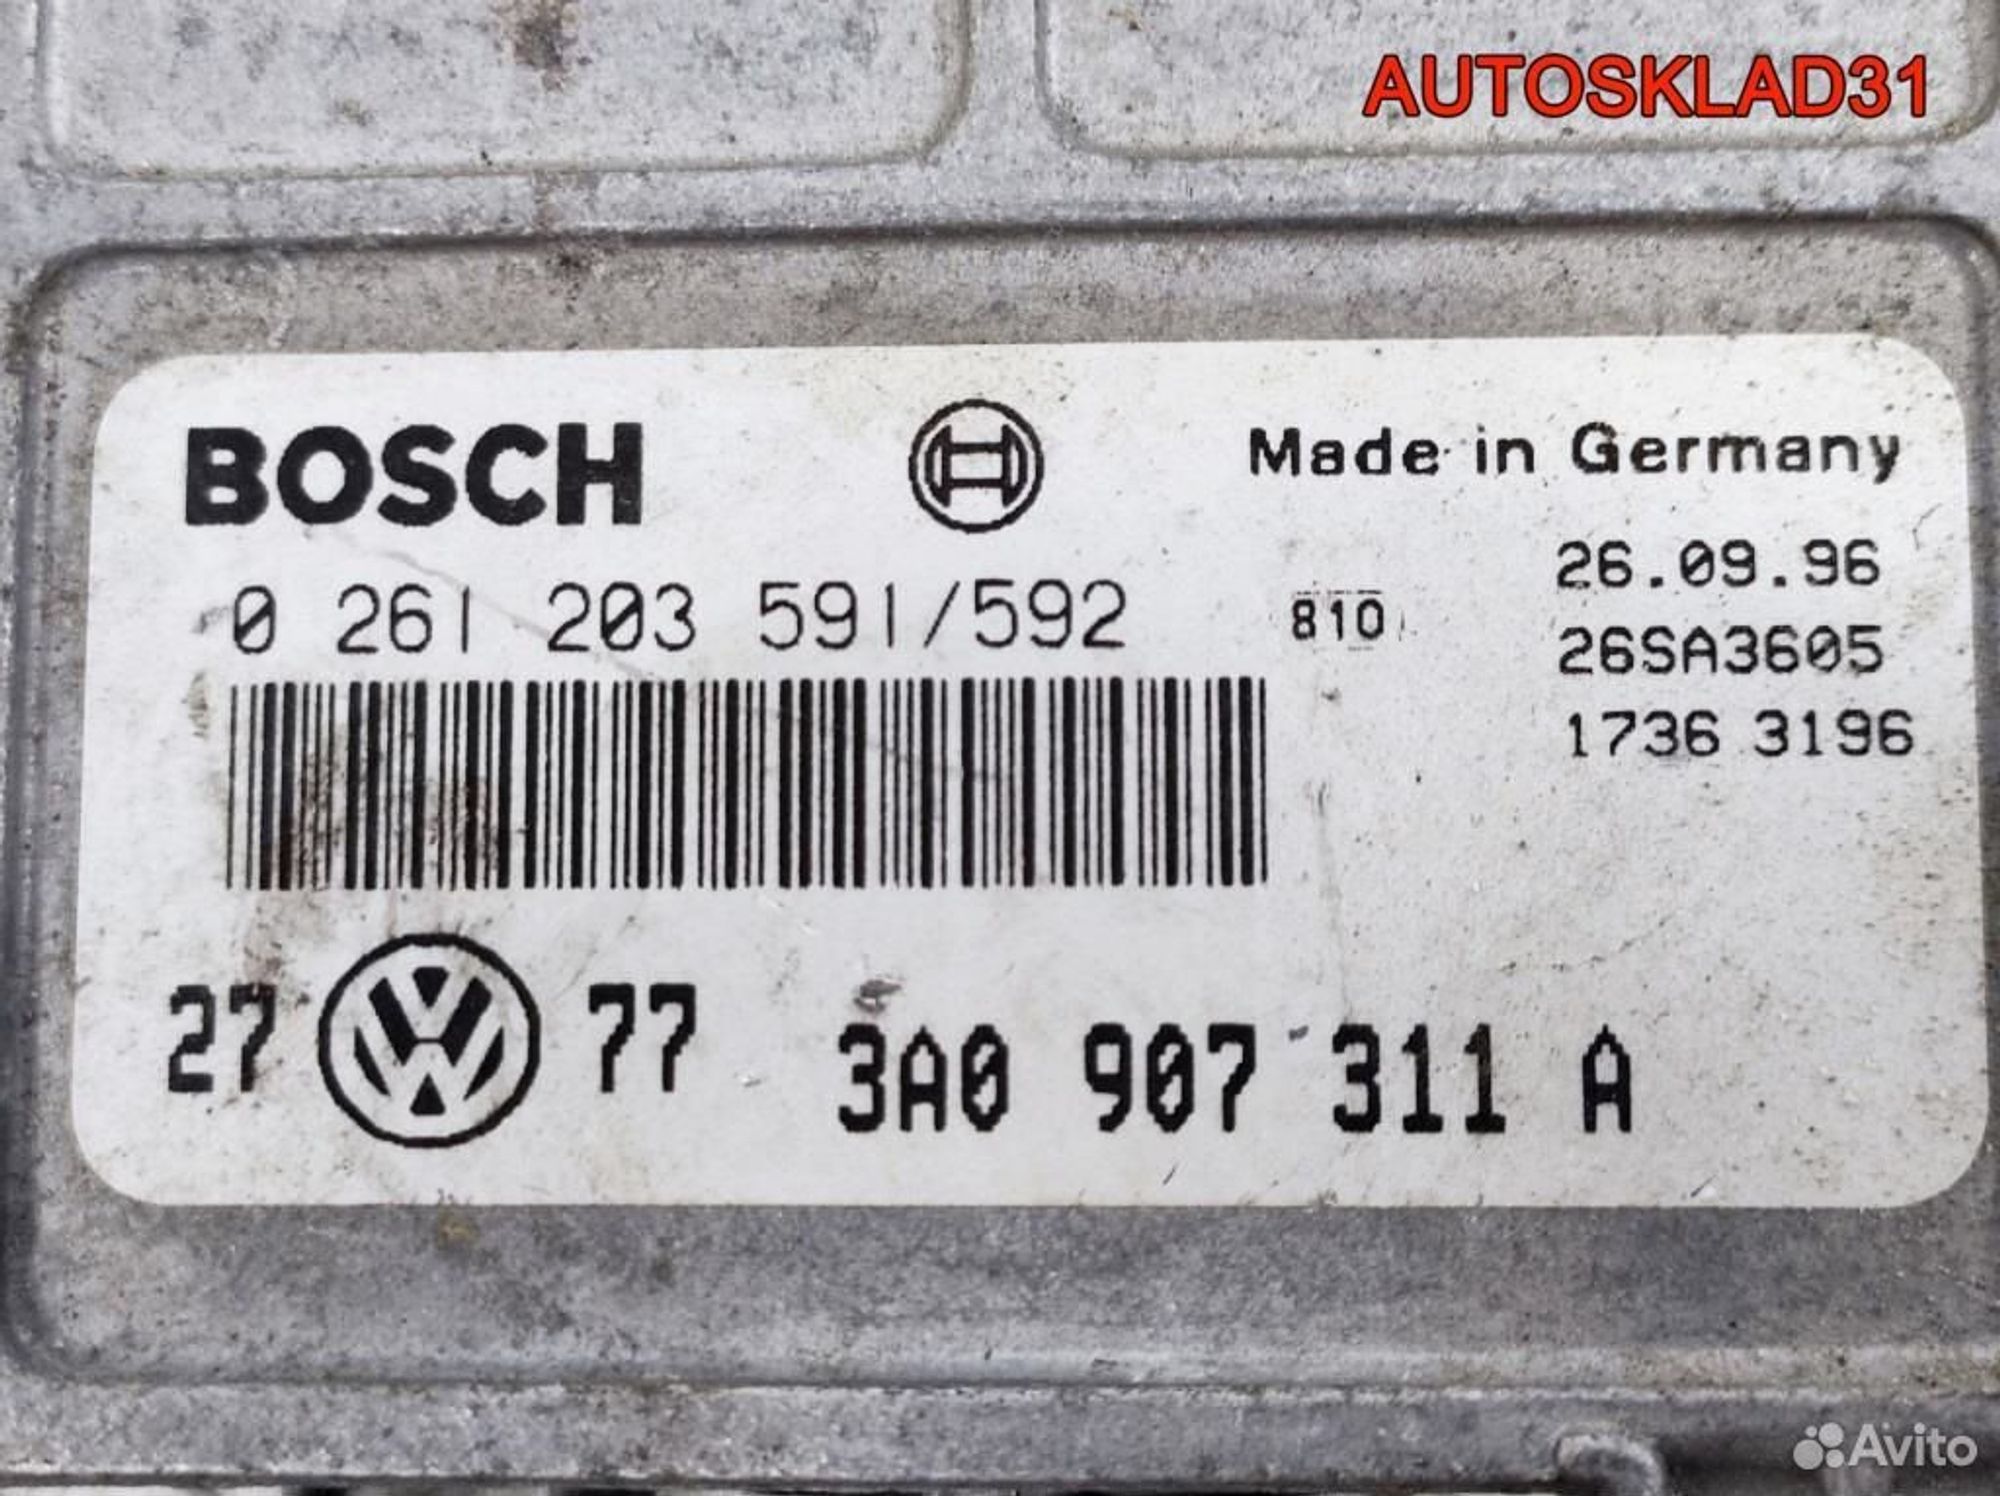 AUTOSKLAD31
BOSCH
Made in Germany
0 261 203 591/592
810
26.09.96
26SA3605
1736 3196
27 77
3A0 907 311 A
Avito